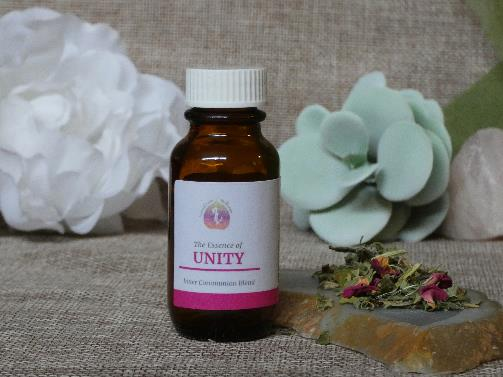 The Essence of
UNITY
Inner Communion Blend